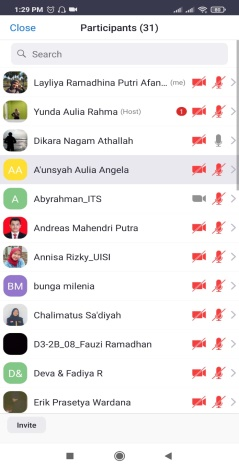 1:29 PM
Close
Participants (31)
Search
Layliya Ramadhina Putri Afan... (me)
Yunda Aulia Rahma (Host)
1
Dikara Nagam Athallah
AA
A'unsyah Aulia Angela
A
Abyrahman_ITS
Andreas Mahendri Putra
Annisa Rizky_UISI
BM
bunga milenia
Chalimatus Sa'diyah
D3-2B_08_Fauzi Ramadhan
D&
Deva & Fadiya R
Erik Prasetya Wardana
Invite